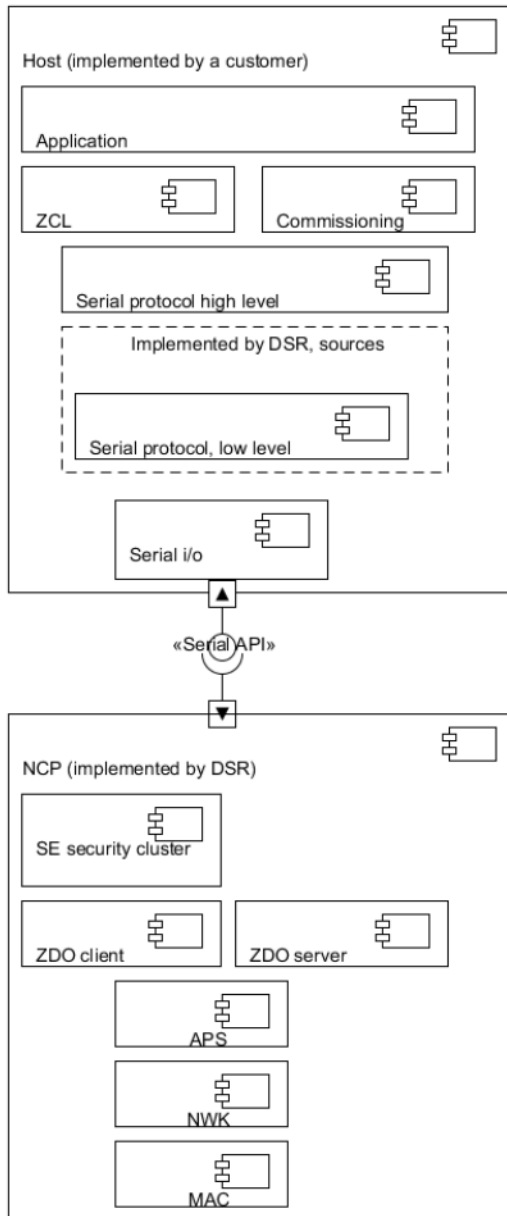 Host (implemented by a customer)
Application
ZCL
Commissioning
Serial protocol high level
Implemented by DSR, sources
Serial protocol, low level
Serial i/o
«Serial API»
NCP (implemented by DSR)
SE security cluster
ZDO client
ZDO server
APS
NWK
MAC